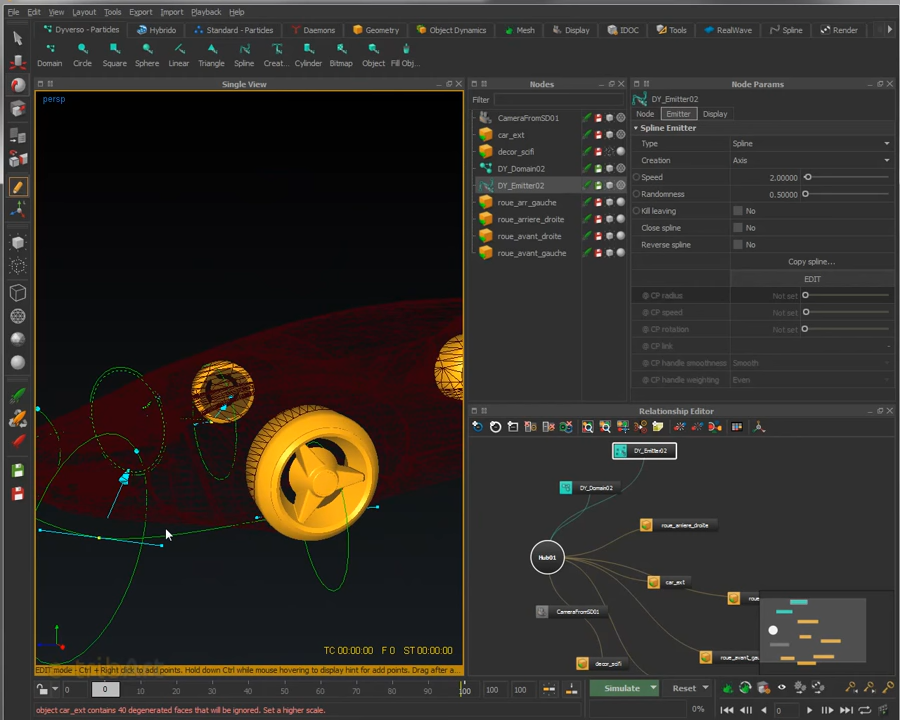 File Edit View Layout Tools Export Import Playback Help
Dyverso - Particles Hybrido Standard - Particles Daemons Geometry Object Dynamics Mesh Display IDOC Tools RealWave Spline Render
Domain Circle Square Sphere Linear Triangle Spline Creat... Cylinder Bitmap Object Fill Obj...
Single View
persp
TC 00:00:00 F 0 ST 00:00:00
EDIT mode - Ctrl + Right click to add points. Hold down Ctrl while mouse hovering to display hint for add points. Drag after a...
Nodes
Filter
CameraFromSD01
car_ext
decor_scifi
DY_Domain02
DY_Emitter02
roue_arr_gauche
roue_arriere_droite
roue_avant_droite
roue_avant_gauche
Node Params
DY_Emitter02
Node Emitter Display
Spline Emitter
Type Spline
Creation Axis
Speed 2.00000
Randomness 0.50000
Kill leaving No
Close spline No
Reverse spline No
Copy spline...
EDIT
@ CP radius Not set
@ CP speed Not set
@ CP rotation Not set
@ CP link -
@ CP handle smoothness Smooth
@ CP handle weighting Even
Relationship Editor
DY_Emitter02
DY_Domain02
roue_arriere_droite
Hub01
car_ext
roue
CameraFromSD01
roue_avant_gau
decor_scifi
0 0 10 20 30 40 50 60 70 80 90 100 100 100
Simulate Reset
0% 0
object car_ext contains 40 degenerated faces that will be ignored. Set a higher scale.